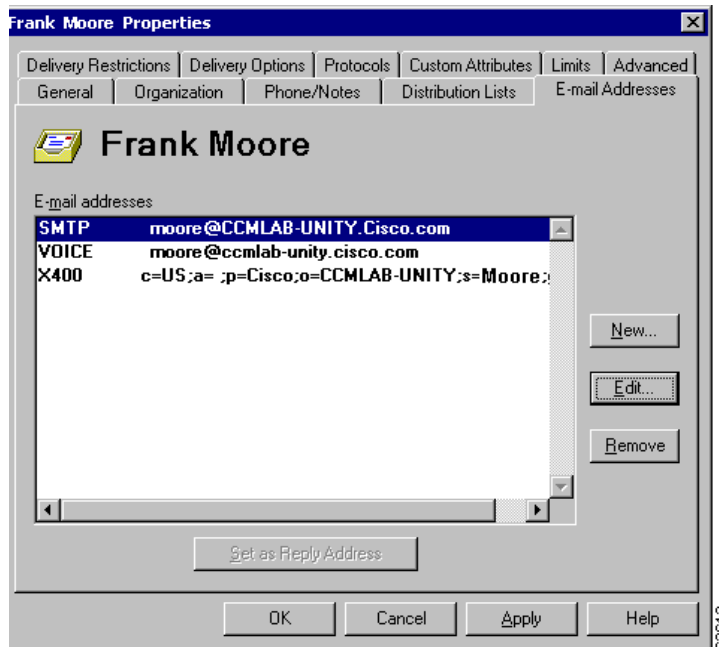 Frank Moore Properties
Delivery Restrictions Delivery Options Protocols Custom Attributes Limits Advanced
General Organization Phone/Notes Distribution Lists E-mail Addresses
Frank Moore
E-mail addresses
SMTP moore@CCMLAB-UNITY.Cisco.com
VOICE moore@ccmlab-unity.cisco.com
X400 c=US;a= ;p=Cisco;o=CCMLAB-UNITY;s=Moore;
New...
Edit...
Remove
Set as Reply Address
OK Cancel Apply Help